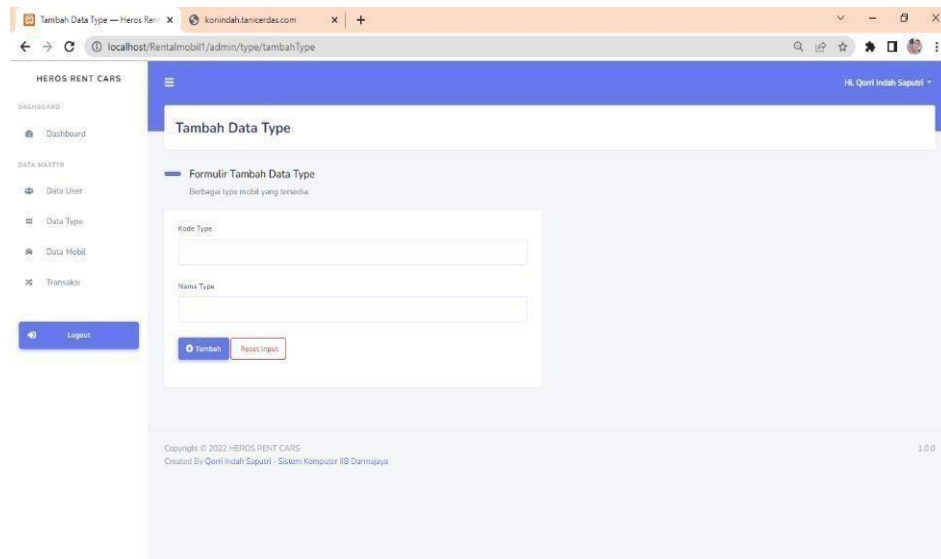 Tambah Data Type — Heros Ren
korindah.tanicerdas.com
localhost/Rentalmobil1/admin/type/tambahType
HEROS RENT CARS
Hi, Qorri Indah Saputri
DASHBOARD
Dashboard
DATA MASTER
Data User
Data Type
Data Mobil
Transaksi
Logout
Tambah Data Type
Formulir Tambah Data Type
Berbagai type mobil yang tersedia.
Kode Type
Nama Type
Tambah
Reset Input
Copyright © 2022 HEROS RENT CARS
Created By Qorri Indah Saputri - Sistem Komputer IIB Darmajaya
1.0.0